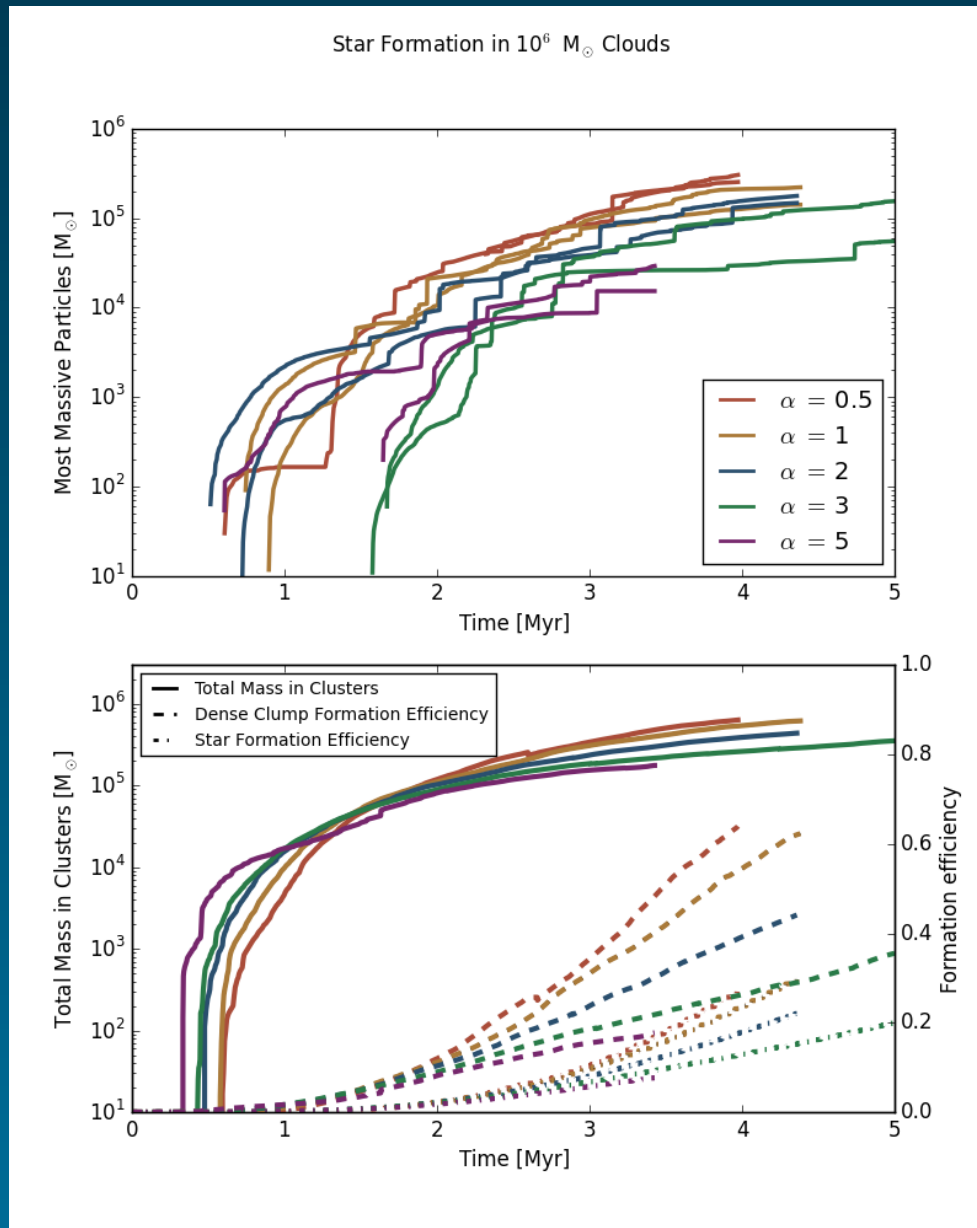 Star Formation in 10⁶ M☉ Clouds
Most Massive Particles [M☉]
10⁶
10⁵
10⁴
10³
10²
10¹
α = 0.5
α = 1
α = 2
α = 3
α = 5
0 1 2 3 4 5
Time [Myr]
Total Mass in Clusters [M☉]
10⁶
10⁵
10⁴
10³
10²
10¹
Total Mass in Clusters
Dense Clump Formation Efficiency
Star Formation Efficiency
1.0
0.8
0.6
0.4
0.2
0.0
Formation efficiency
0 1 2 3 4 5
Time [Myr]